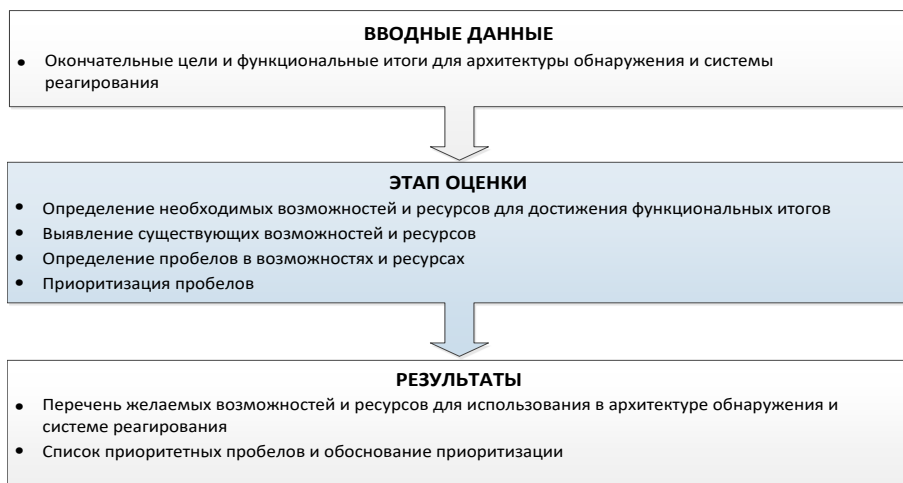 ВВОДНЫЕ ДАННЫЕ
• Окончательные цели и функциональные итоги для архитектуры обнаружения и системы
реагирования
ЭТАП ОЦЕНКИ
• Определение необходимых возможностей и ресурсов для достижения функциональных итогов
• Выявление существующих возможностей и ресурсов
• Определение пробелов в возможностях и ресурсах
• Приоритизация пробелов
РЕЗУЛЬТАТЫ
• Перечень желаемых возможностей и ресурсов для использования в архитектуре обнаружения и
системе реагирования
• Список приоритетных пробелов и обоснование приоритизации